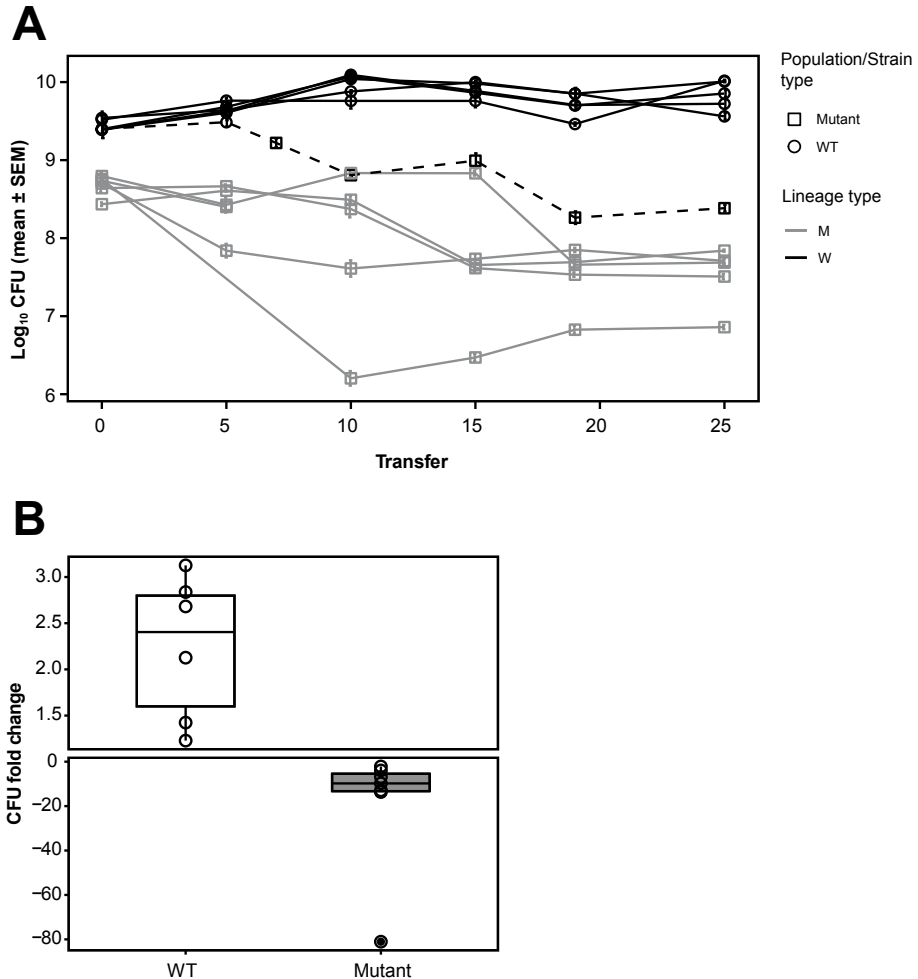 A
Log₁₀ CFU (mean ± SEM)
10
9
8
7
6
0
5
10
15
20
25
Transfer
Population/Strain
type
Mutant
WT
Lineage type
M
W
B
CFU fold change
3.0
2.5
2.0
1.5
0
−20
−40
−60
−80
WT
Mutant